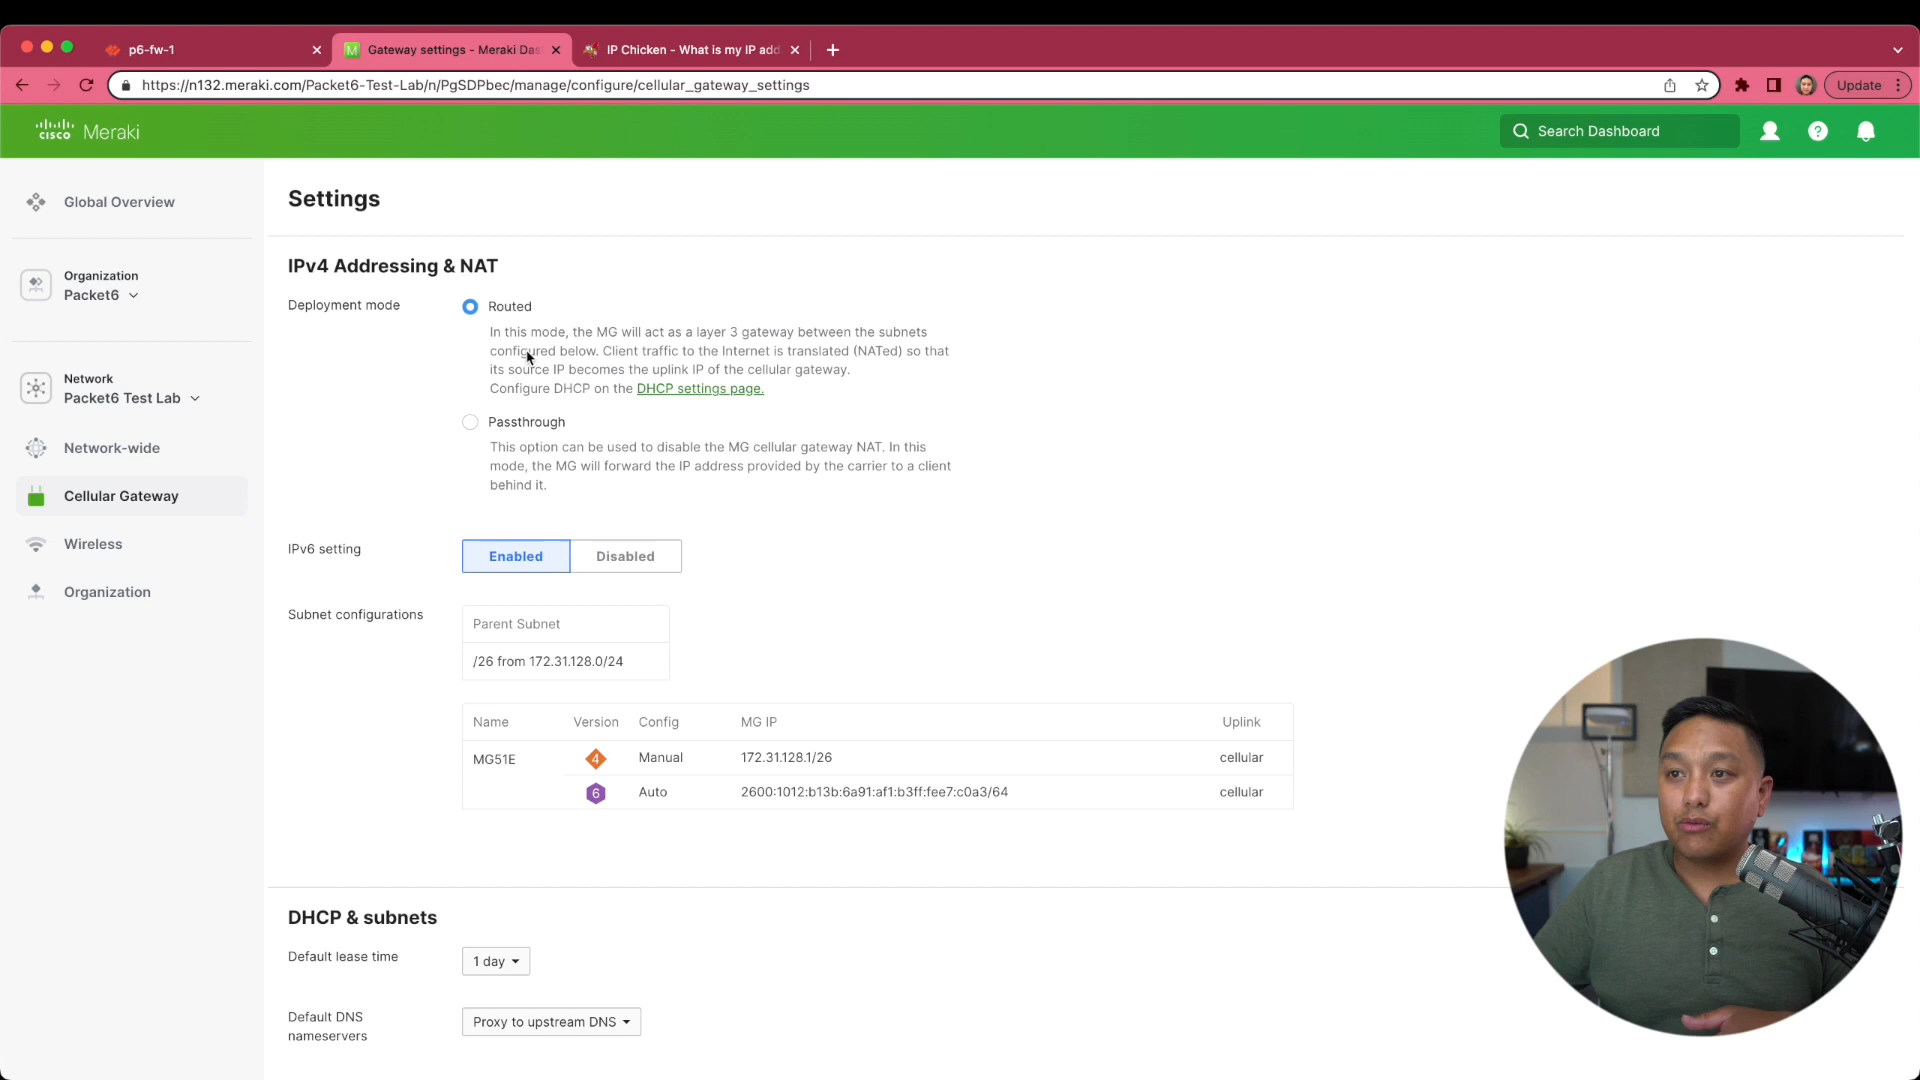 p6-fw-1
Gateway settings - Meraki Das
IP Chicken - What is my IP add
https://n132.meraki.com/Packet6-Test-Lab/n/PgSDPbec/manage/configure/cellular_gateway_settings
Update
CISCO Meraki
Search Dashboard
Global Overview
Organization
Packet6
Network
Packet6 Test Lab
Network-wide
Cellular Gateway
Wireless
Organization
Settings
IPv4 Addressing & NAT
Deployment mode
Routed
In this mode, the MG will act as a layer 3 gateway between the subnets
configured below. Client traffic to the Internet is translated (NATed) so that
its source IP becomes the uplink IP of the cellular gateway.
Configure DHCP on the DHCP settings page.
Passthrough
This option can be used to disable the MG cellular gateway NAT. In this
mode, the MG will forward the IP address provided by the carrier to a client
behind it.
IPv6 setting
Enabled Disabled
Subnet configurations
Parent Subnet
/26 from 172.31.128.0/24
Name Version Config MG IP Uplink
MG51E 4 Manual 172.31.128.1/26 cellular
6 Auto 2600:1012:b13b:6a91:af1:b3ff:fee7:c0a3/64 cellular
DHCP & subnets
Default lease time
1 day
Default DNS
nameservers
Proxy to upstream DNS